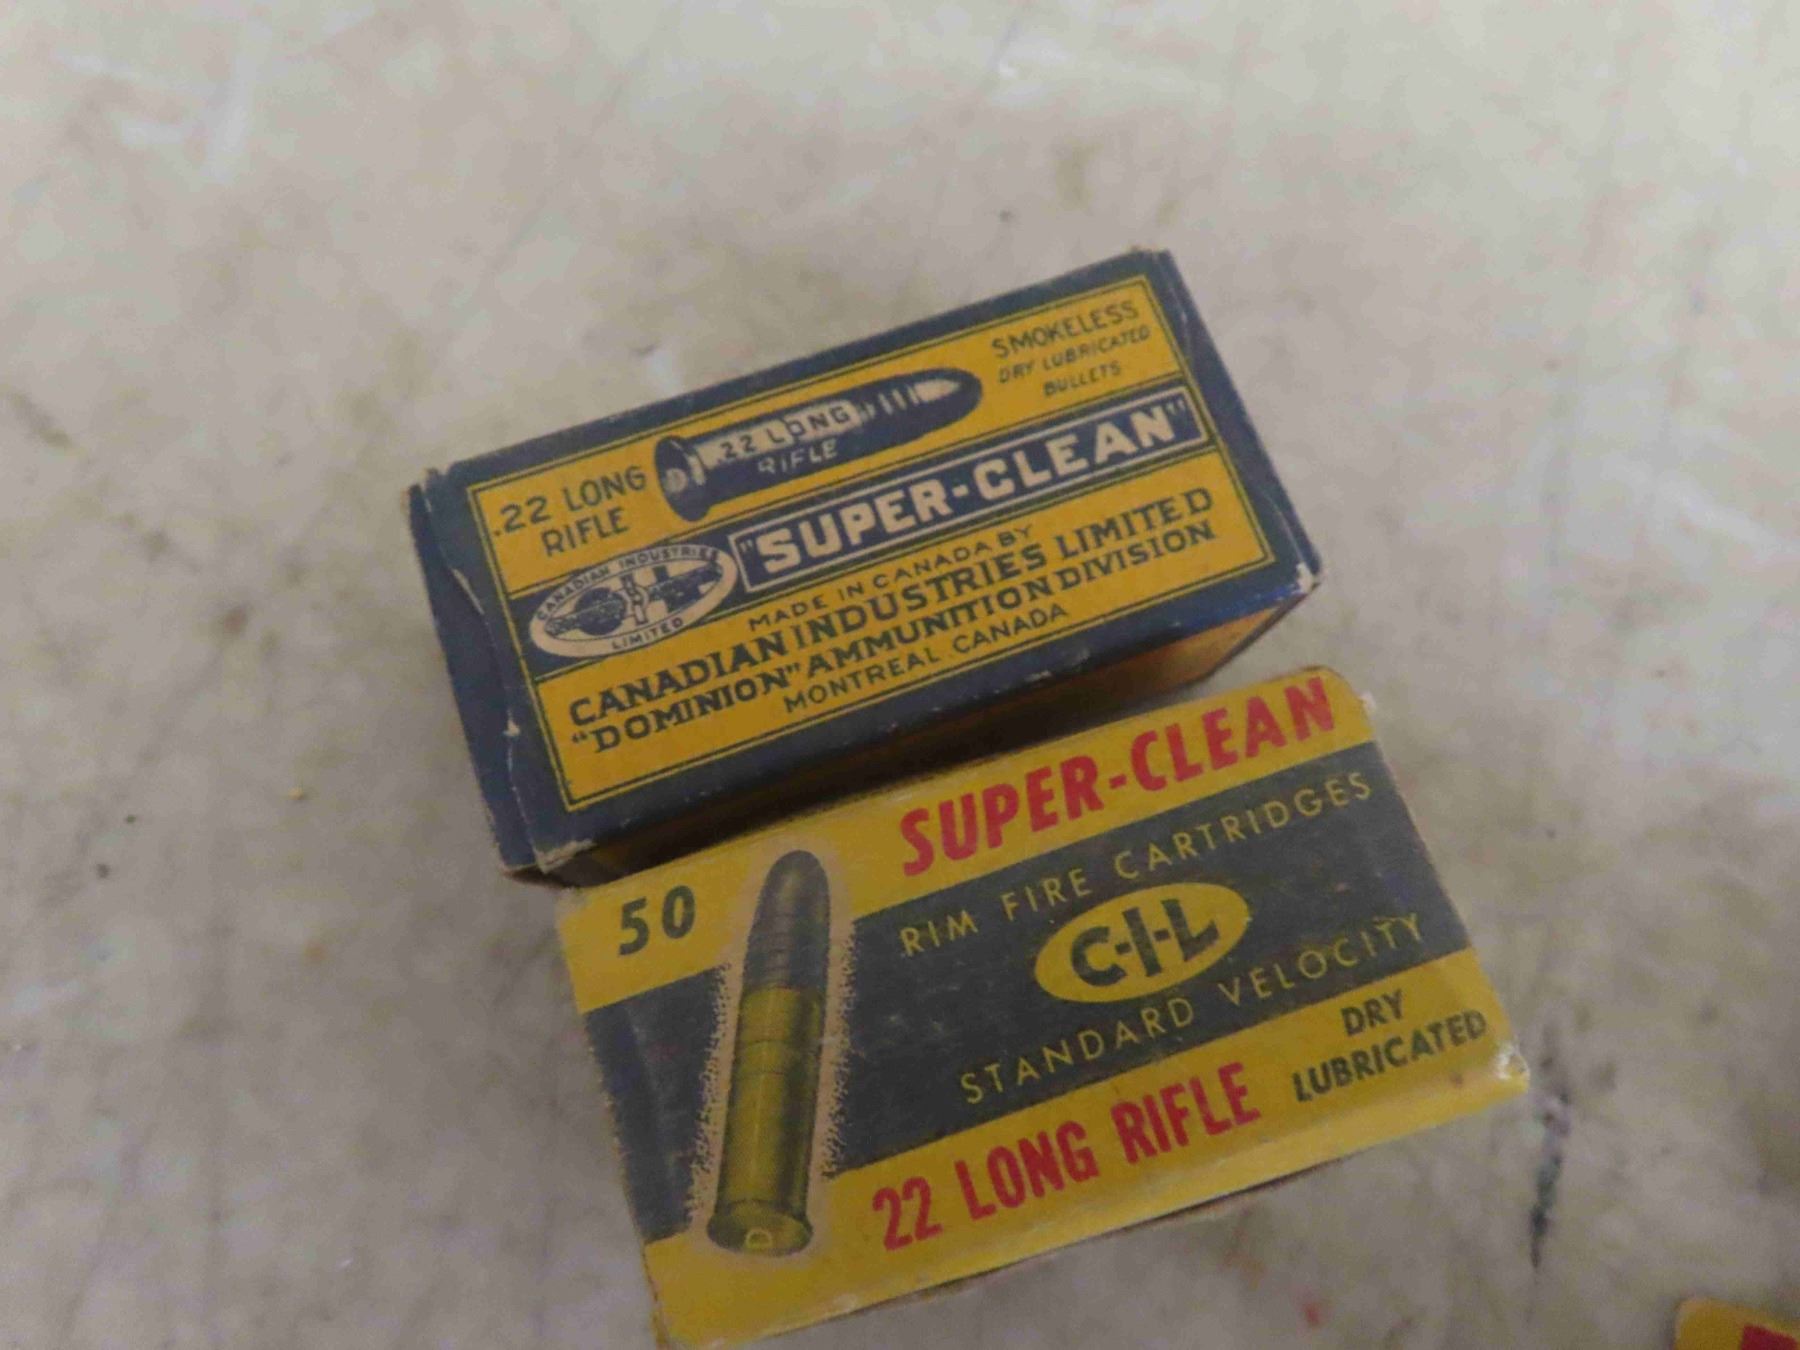 .22 LONG
RIFLE
.22 LONG
RIFLE
SMOKELESS
DRY LUBRICATED
BULLETS
"SUPER-CLEAN"
CANADIAN INDUSTRIES
LIMITED
MADE IN CANADA BY
CANADIAN INDUSTRIES LIMITED
"DOMINION" AMMUNITION DIVISION
MONTREAL CANADA
50
SUPER-CLEAN
RIM FIRE CARTRIDGES
C-I-L
STANDARD VELOCITY
22 LONG RIFLE
DRY
LUBRICATED
D